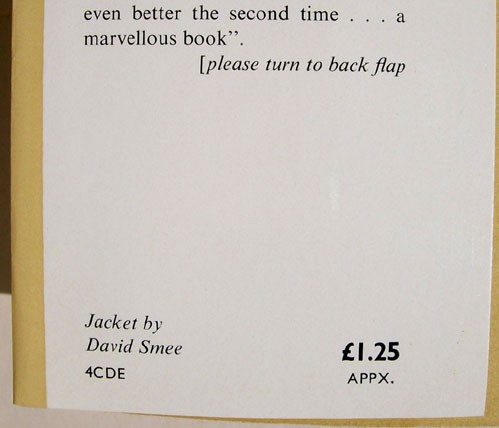 even better the second time . . . a
marvellous book”.
[please turn to back flap
Jacket by
David Smee
4CDE
£1.25
APPX.